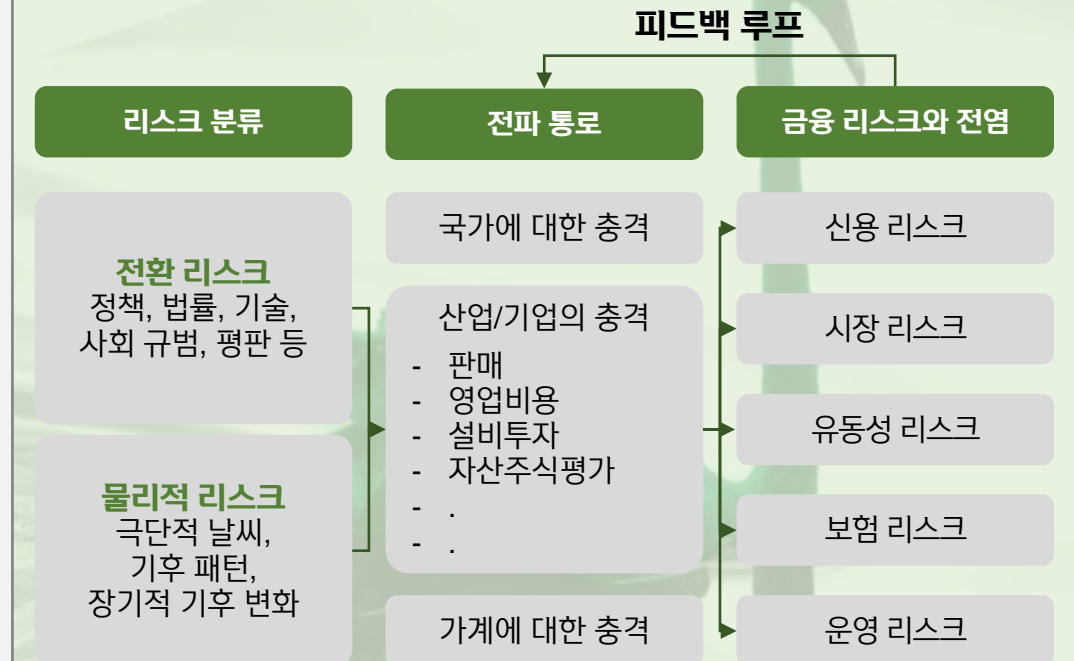 피드백 루프
리스크 분류
전파 통로
금융 리스크와 전염
전환 리스크
정책, 법률, 기술,
사회 규범, 평판 등
물리적 리스크
극단적 날씨,
기후 패턴,
장기적 기후 변화
국가에 대한 충격
산업/기업의 충격
- 판매
- 영업비용
- 설비투자
- 자산주식평가
- .
- .
가계에 대한 충격
신용 리스크
시장 리스크
유동성 리스크
보험 리스크
운영 리스크